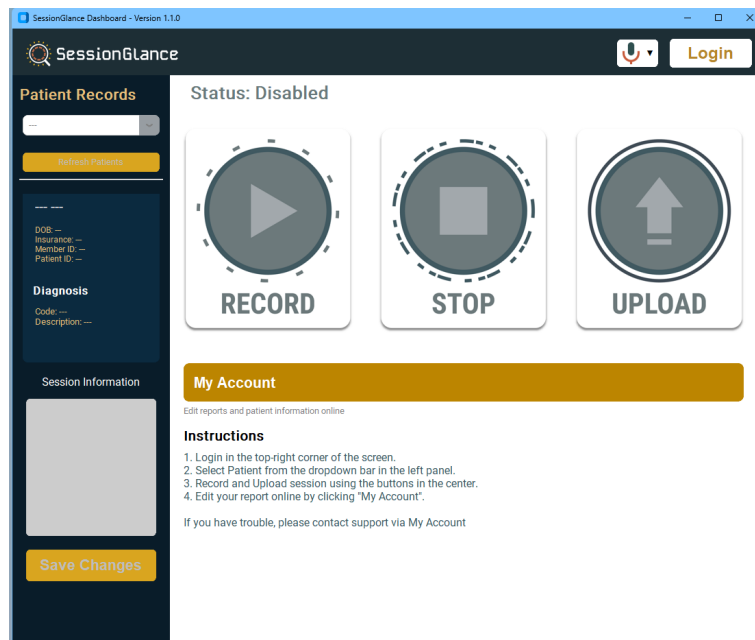 SessionGlance Dashboard - Version 1.1.0
SessionGlance
Login
Patient Records
---
Refresh Patients
--- ---
DOB: ---
Insurance: ---
Member ID: ---
Patient ID: ---
Diagnosis
Code: ---
Description: ---
Session Information
Save Changes
Status: Disabled
RECORD
STOP
UPLOAD
My Account
Edit reports and patient information online
Instructions
1. Login in the top-right corner of the screen.
2. Select Patient from the dropdown bar in the left panel.
3. Record and Upload session using the buttons in the center.
4. Edit your report online by clicking "My Account".
If you have trouble, please contact support via My Account